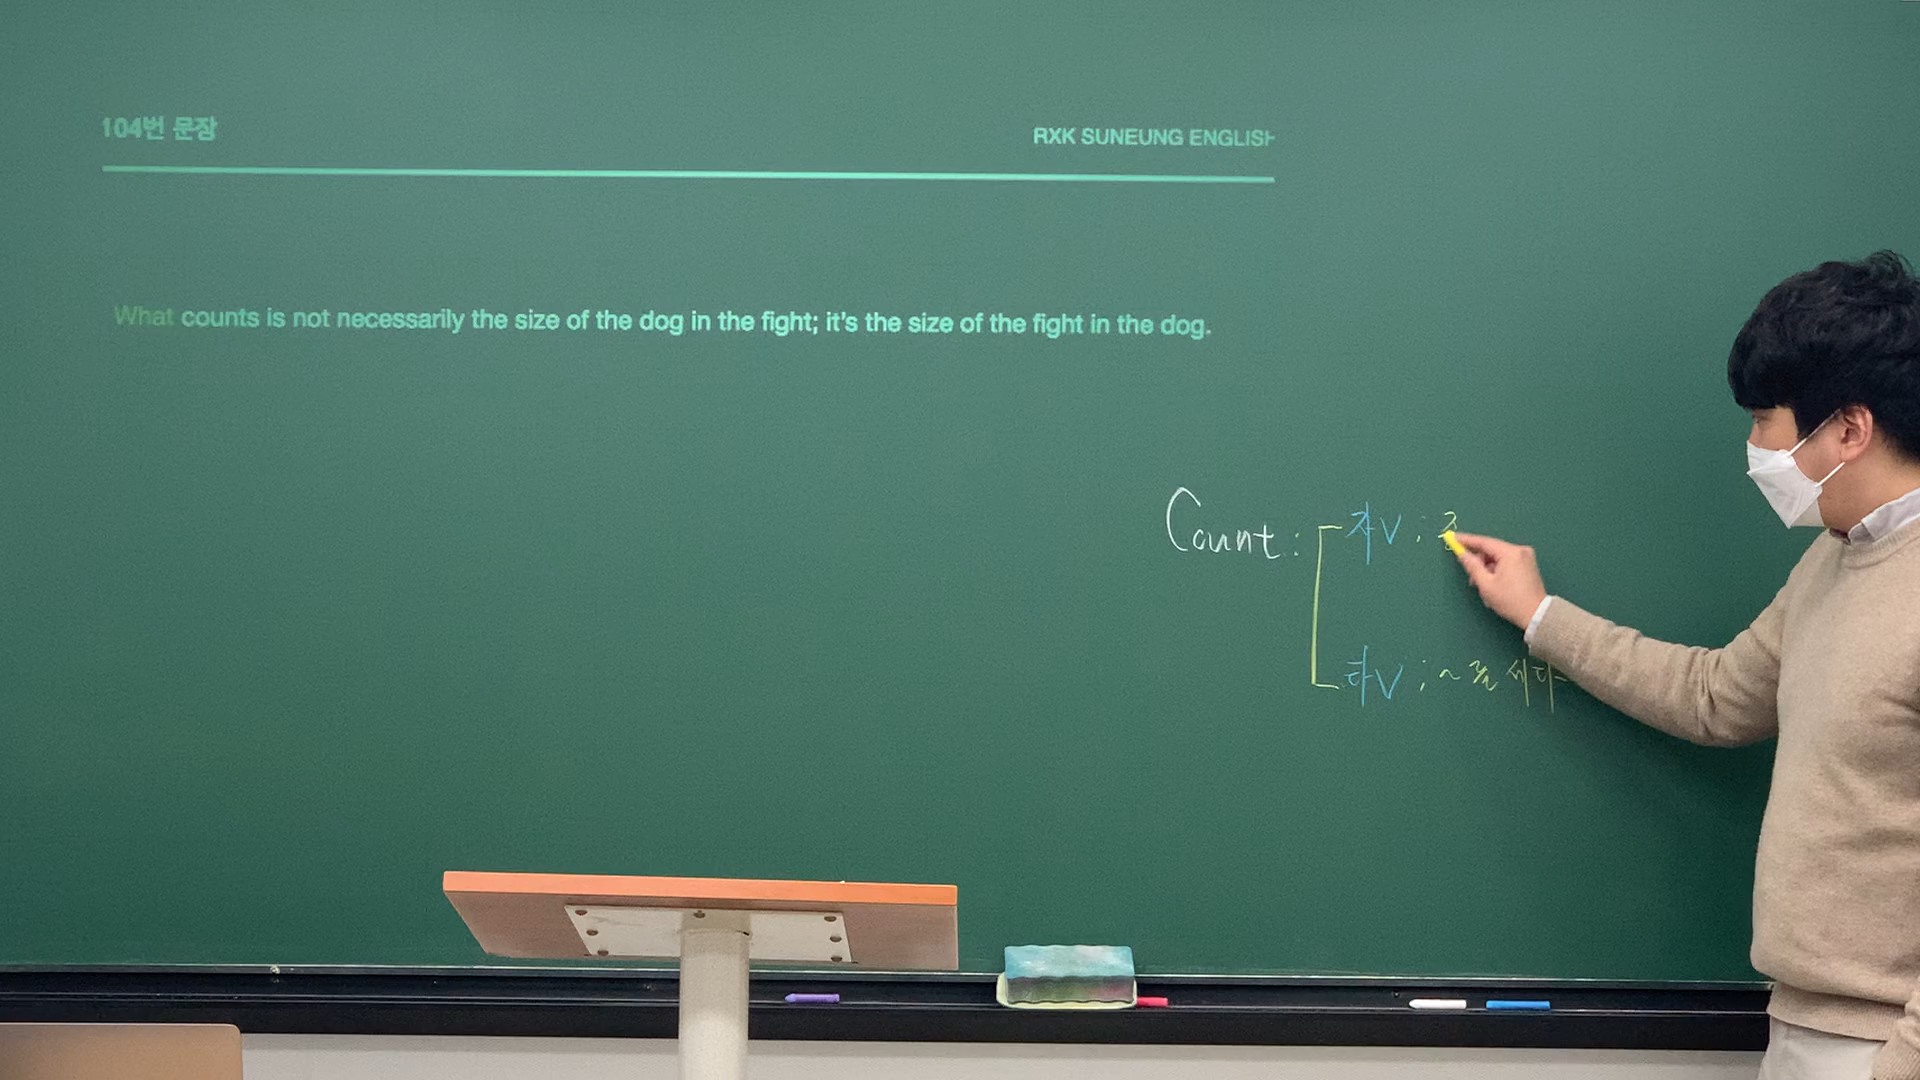 104번 문장
RXK SUNEUNG ENGLISH
What counts is not necessarily the size of the dog in the fight; it's the size of the fight in the dog.
Count : 자V ;
타V ; ~를 세다